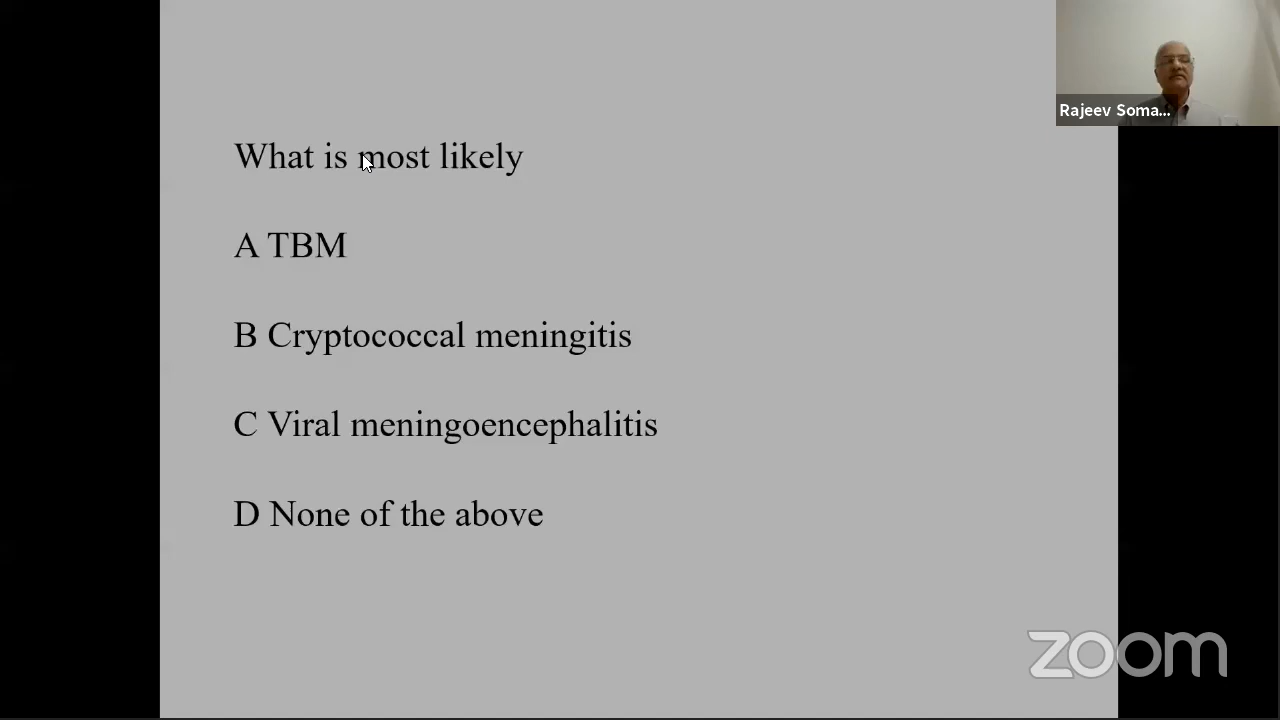 Rajeev Soma...
What is most likely
A TBM
B Cryptococcal meningitis
C Viral meningoencephalitis
D None of the above
zoom